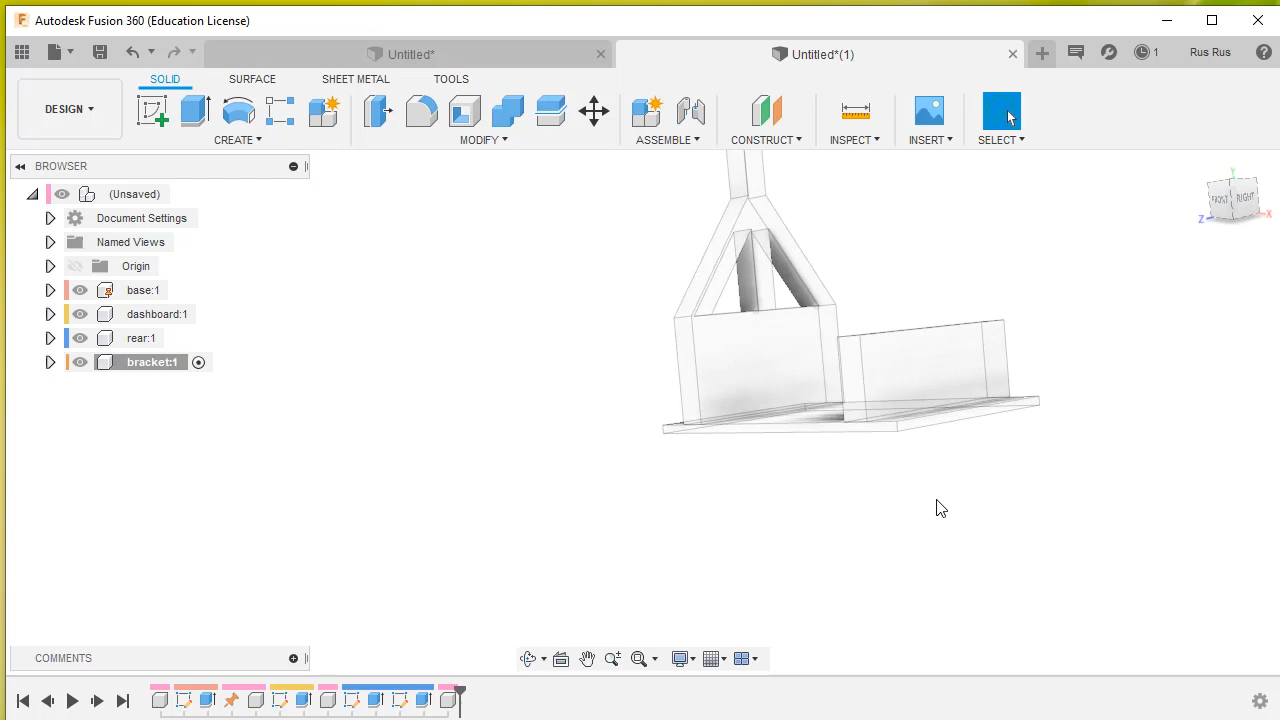 Autodesk Fusion 360 (Education License)
Untitled*
Untitled*(1)
1
Rus Rus
DESIGN
SOLID
SURFACE
SHEET METAL
TOOLS
CREATE
MODIFY
ASSEMBLE
CONSTRUCT
INSPECT
INSERT
SELECT
BROWSER
(Unsaved)
Document Settings
Named Views
Origin
base:1
dashboard:1
rear:1
bracket:1
Y
FRONT
RIGHT
Z
X
COMMENTS